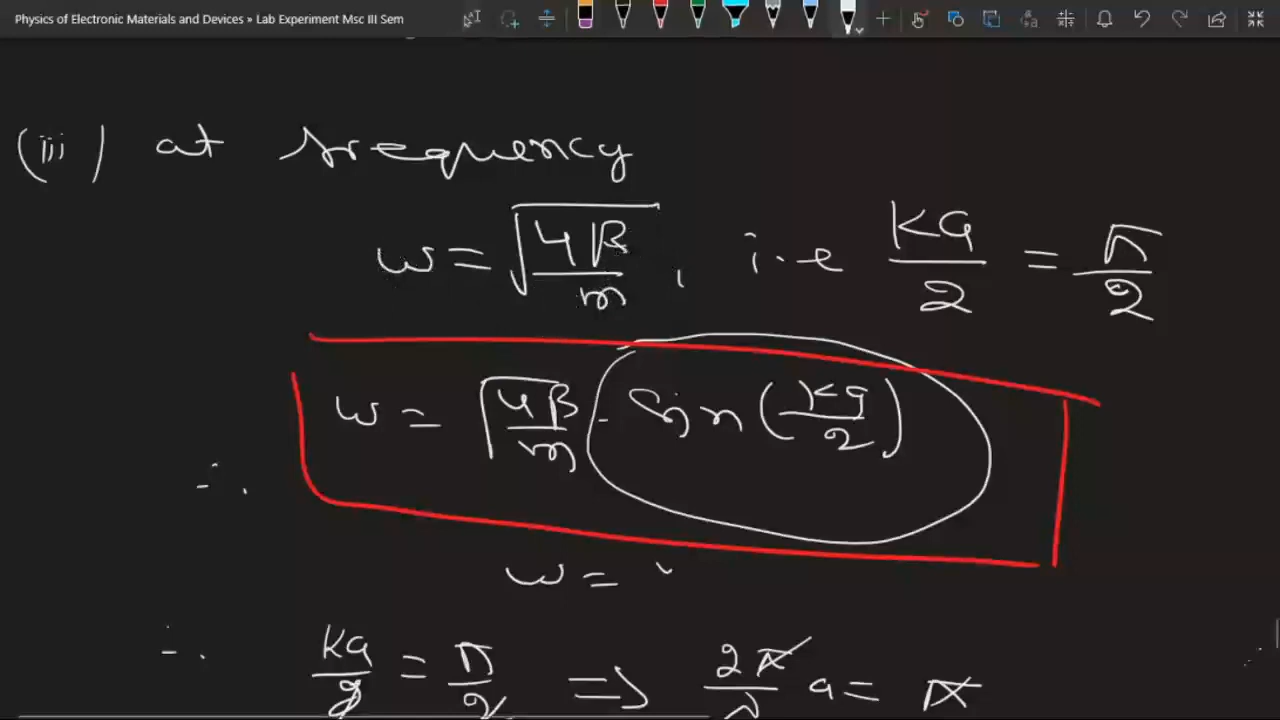 Physics of Electronic Materials and Devices » Lab Experiment Msc III Sem
(iii) at frequency
w = √(4β/m), i.e Ka/2 = π/2
∴ w = √(4β/m) · Sin(Ka/2)
w =
∴ Ka/2 = π/2 ⇒ 2π/λ a = π